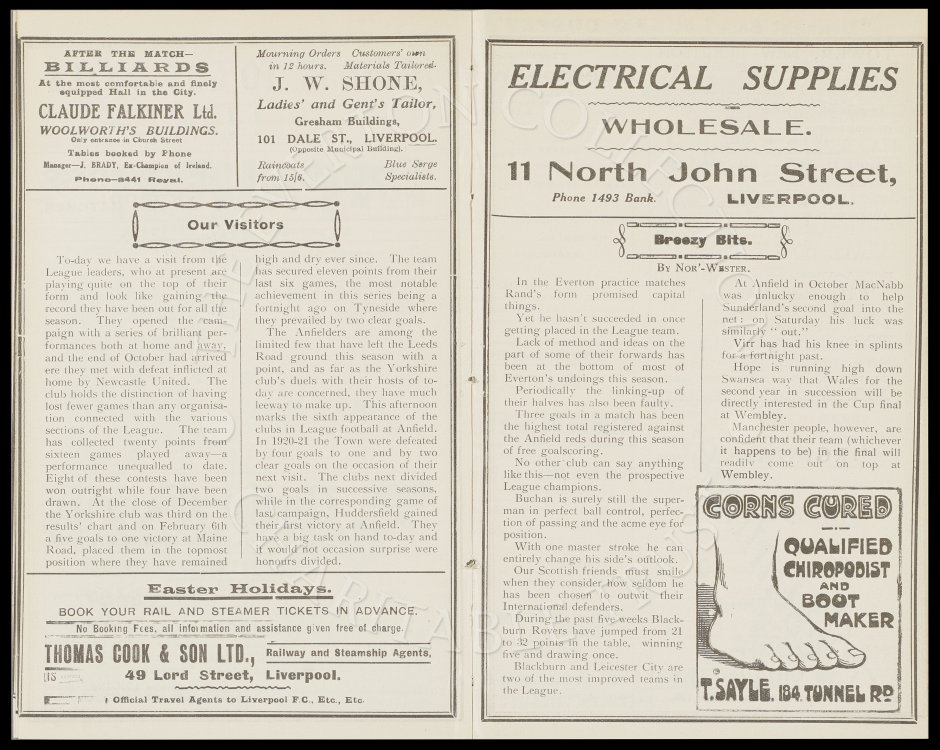 AFTER THE MATCH—
BILLIARDS
At the most comfortable and finely
equipped Hall in the City.
CLAUDE FALKINER Ltd.
WOOLWORTH'S BUILDINGS.
Only entrance in Church Street
Tables booked by Phone
Manager—J. BRADY, Ex-Champion of Ireland.
Phone—3441 Royal.
Mourning Orders Customers' own
in 12 hours. Materials Tailored.
J. W. SHONE,
Ladies' and Gent's Tailor,
Gresham Buildings,
101 DALE ST., LIVERPOOL.
(Opposite Municipal Building).
Raincoats Blue Serge
from 15/6. Specialists.
Our Visitors
To-day we have a visit from the
League leaders, who at present are
playing quite on the top of their
form and look like gaining the
record they have been out for all the
season. They opened the cam-
paign with a series of brilliant per-
formances both at home and away,
and the end of October had arrived
ere they met with defeat inflicted at
home by Newcastle United. The
club holds the distinction of having
lost fewer games than any organisa-
tion connected with the various
sections of the League. The team
has collected twenty points from
sixteen games played away—a
performance unequalled to date.
Eight of these contests have been
won outright while four have been
drawn. At the close of December
the Yorkshire club was third on the
results' chart and on February 6th
a five goals to one victory at Maine
Road, placed them in the topmost
position where they have remained
high and dry ever since. The team
has secured eleven points from their
last six games, the most notable
achievement in this series being a
fortnight ago on Tyneside where
they prevailed by two clear goals.
The Anfielders are among the
limited few that have left the Leeds
Road ground this season with a
point, and as far as the Yorkshire
club's duels with their hosts of to-
day are concerned, they have much
leeway to make up. This afternoon
marks the sixth appearance of the
clubs in League football at Anfield.
In 1920-21 the Town were defeated
by four goals to one and by two
clear goals on the occasion of their
next visit. The clubs next divided
two goals in successive seasons,
while in the corresponding game of
last campaign, Huddersfield gained
their first victory at Anfield. They
have a big task on hand to-day and
it would not occasion surprise were
honours divided.
Easter Holidays.
BOOK YOUR RAIL AND STEAMER TICKETS IN ADVANCE.
No Booking Fees, all information and assistance given free of charge.
THOMAS COOK & SON LTD., Railway and Steamship Agents,
49 Lord Street, Liverpool.
Official Travel Agents to Liverpool F.C., Etc., Etc.
ELECTRICAL SUPPLIES
WHOLESALE.
11 North John Street,
Phone 1493 Bank. LIVERPOOL.
Breezy Bits.
By Nor'-Wester.
In the Everton practice matches
Rand's form promised capital
things.
Yet he hasn't succeeded in once
getting placed in the League team.
Lack of method and ideas on the
part of some of their forwards has
been at the bottom of most of
Everton's undoings this season.
Periodically the linking-up of
their halves has also been faulty.
Three goals in a match has been
the highest total registered against
the Anfield reds during this season
of free goalscoring.
No other club can say anything
like this—not even the prospective
League champions.
Buchan is surely still the super-
man in perfect ball control, perfec-
tion of passing and the acme eye for
position.
With one master stroke he can
entirely change his side's outlook.
Our Scottish friends must smile
when they consider how seldom he
has been chosen to outwit their
International defenders.
During the past five weeks Black-
burn Rovers have jumped from 21
to 32 points in the table, winning
five and drawing once.
Blackburn and Leicester City are
two of the most improved teams in
the League.
At Anfield in October MacNabb
was unlucky enough to help
Sunderland's second goal into the
net: on Saturday his luck was
similarly "out."
Virr has had his knee in splints
for a fortnight past.
Hope is running high down
Swansea way that Wales for the
second year in succession will be
directly interested in the Cup final
at Wembley.
Manchester people, however, are
confident that their team (whichever
it happens to be) in the final will
readily come out on top at
Wembley.
CORNS CURED
QUALIFIED
CHIROPODIST
AND
BOOT
MAKER
T. SAYLE, 184 TUNNEL RD